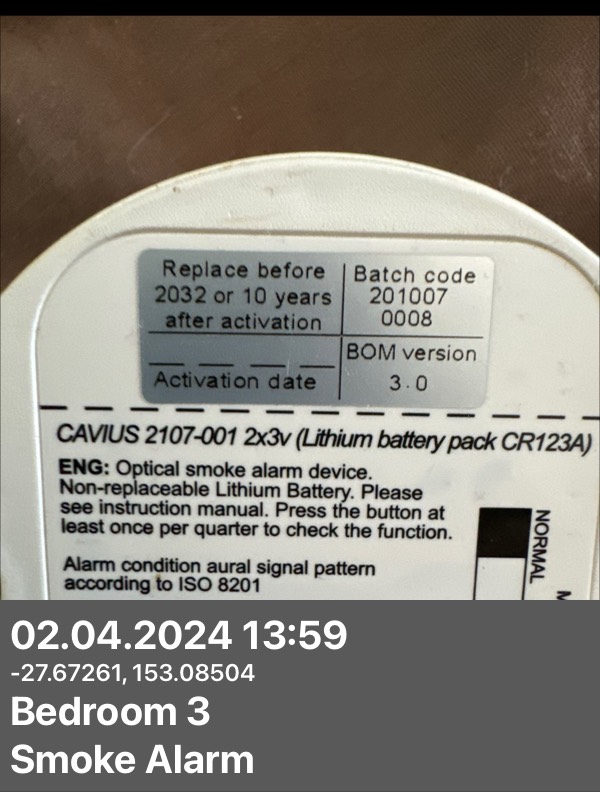 Replace before
2032 or 10 years
after activation
Batch code
201007
0008
_ _ _ _
Activation date
BOM version
3.0
CAVIUS 2107-001 2x3v (Lithium battery pack CR123A)
ENG: Optical smoke alarm device.
Non-replaceable Lithium Battery. Please
see instruction manual. Press the button at
least once per quarter to check the function.
Alarm condition aural signal pattern
according to ISO 8201
NORMAL
02.04.2024 13:59
-27.67261, 153.08504
Bedroom 3
Smoke Alarm